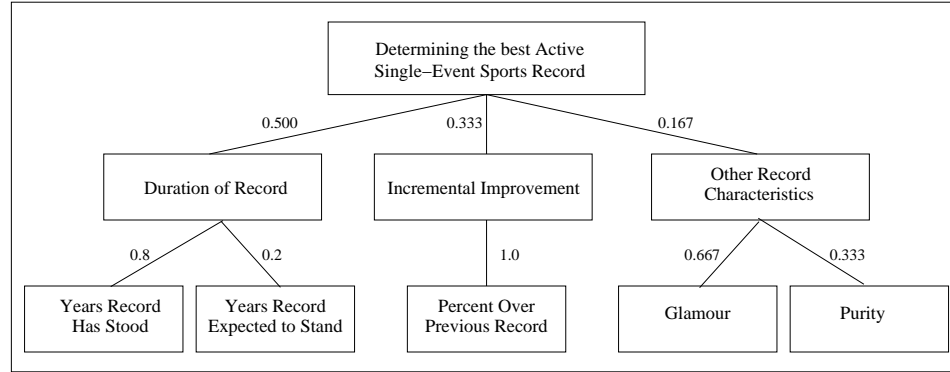 Determining the best Active
Single−Event Sports Record
0.500
0.333
0.167
Duration of Record
Incremental Improvement
Other Record
Characteristics
0.8
0.2
1.0
0.667
0.333
Years Record
Has Stood
Years Record
Expected to Stand
Percent Over
Previous Record
Glamour
Purity